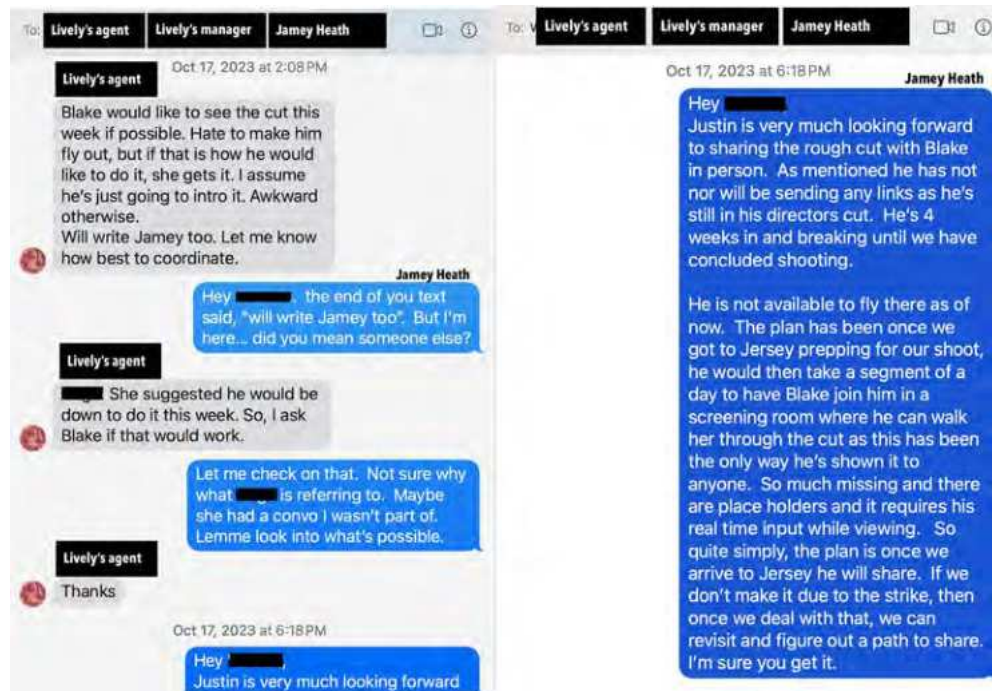 To:
Lively's agent
Lively's manager
Jamey Heath
Oct 17, 2023 at 2:08 PM
Lively's agent
Blake would like to see the cut this
week if possible. Hate to make him
fly out, but if that is how he would
like to do it, she gets it. I assume
he's just going to intro it. Awkward
otherwise.
Will write Jamey too. Let me know
how best to coordinate.
Jamey Heath
Hey , the end of you text
said, "will write Jamey too". But I'm
here... did you mean someone else?
Lively's agent
She suggested he would be
down to do it this week. So, I ask
Blake if that would work.
Let me check on that. Not sure why
what is referring to. Maybe
she had a convo I wasn't part of.
Lemme look into what's possible.
Lively's agent
Thanks
Oct 17, 2023 at 6:18 PM
Hey
Justin is very much looking forward
To:
Lively's agent
Lively's manager
Jamey Heath
Oct 17, 2023 at 6:18 PM
Jamey Heath
Hey
Justin is very much looking forward
to sharing the rough cut with Blake
in person. As mentioned he has not
nor will be sending any links as he's
still in his directors cut. He's 4
weeks in and breaking until we have
concluded shooting.
He is not available to fly there as of
now. The plan has been once we
got to Jersey prepping for our shoot,
he would then take a segment of a
day to have Blake join him in a
screening room where he can walk
her through the cut as this has been
the only way he's shown it to
anyone. So much missing and there
are place holders and it requires his
real time input while viewing. So
quite simply, the plan is once we
arrive to Jersey he will share. If we
don't make it due to the strike, then
once we deal with that, we can
revisit and figure out a path to share.
I'm sure you get it.